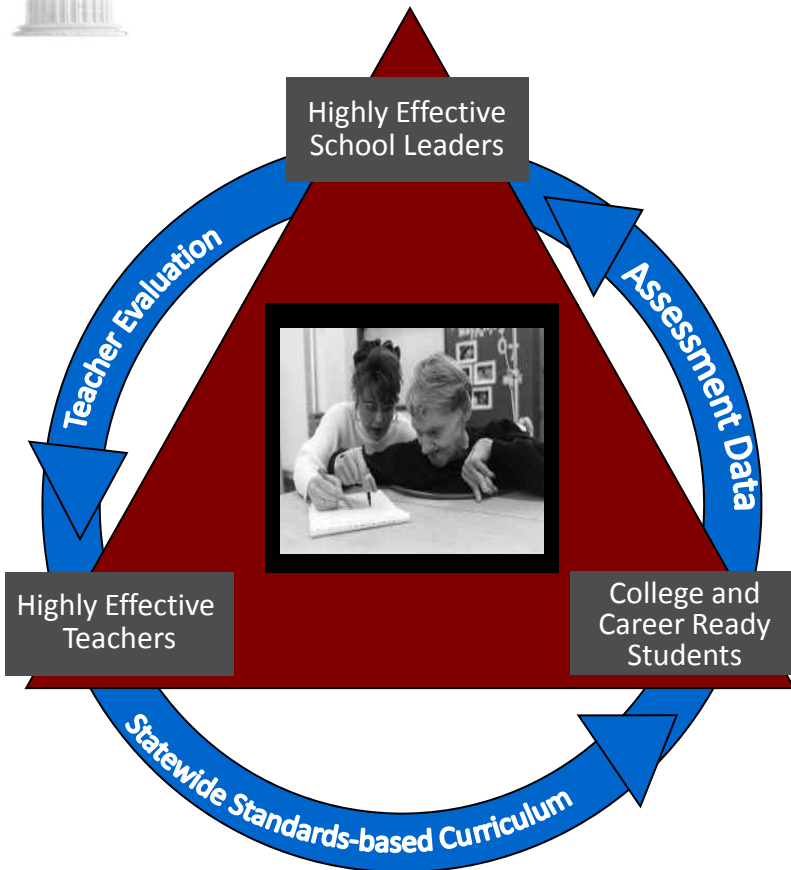 Highly Effective
School Leaders
Teacher Evaluation
Assessment Data
Highly Effective
Teachers
College and
Career Ready
Students
Statewide Standards-based Curriculum